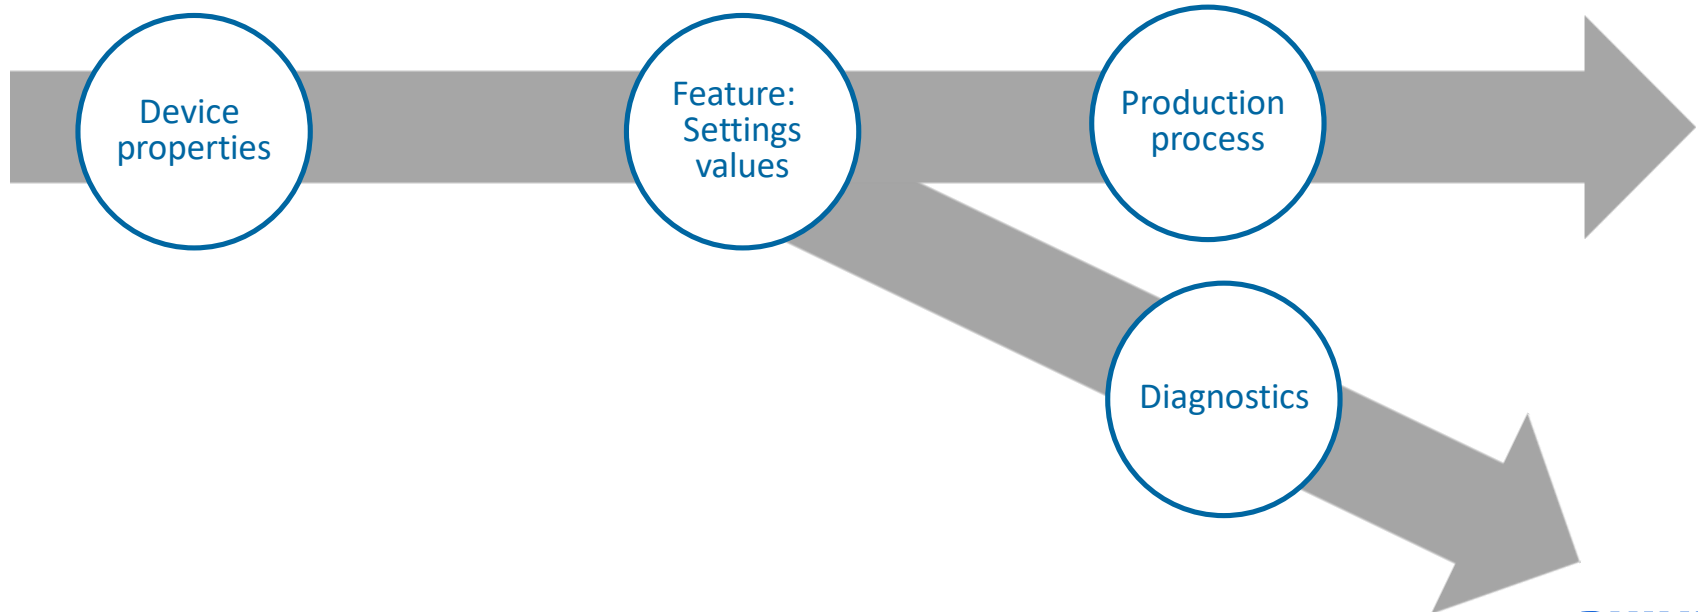 Device
properties
Feature:
Settings
values
Production
process
Diagnostics